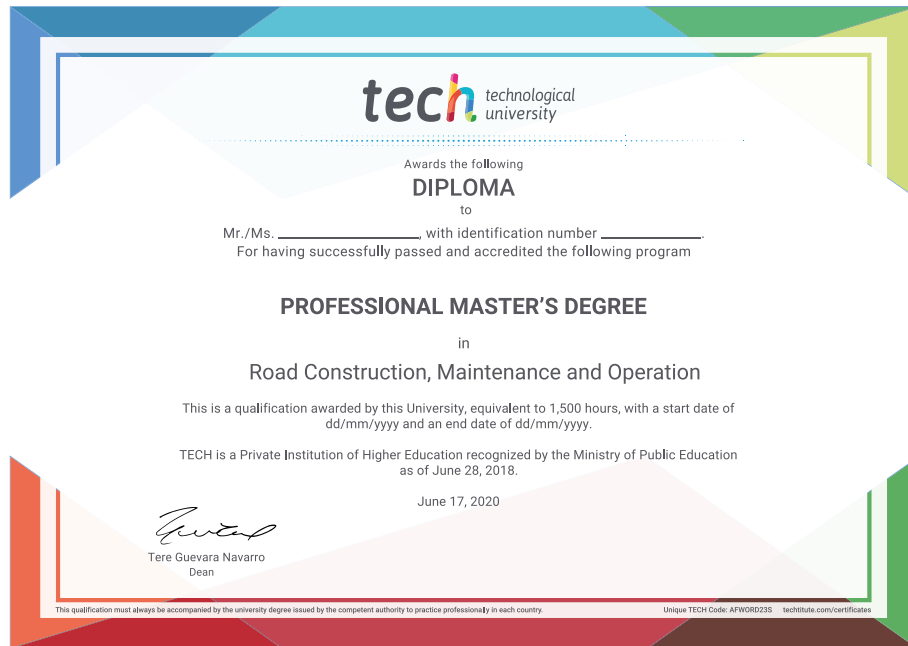 tech technological
university
Awards the following
DIPLOMA
to
Mr./Ms. ________________, with identification number ____________.
For having successfully passed and accredited the following program
PROFESSIONAL MASTER'S DEGREE
in
Road Construction, Maintenance and Operation
This is a qualification awarded by this University, equivalent to 1,500 hours, with a start date of
dd/mm/yyyy and an end date of dd/mm/yyyy.
TECH is a Private Institution of Higher Education recognized by the Ministry of Public Education
as of June 28, 2018.
June 17, 2020
Tere Guevara Navarro
Dean
This qualification must always be accompanied by the university degree issued by the competent authority to practice professionally in each country.
Unique TECH Code: AFWORD23S techtitute.com/certificates